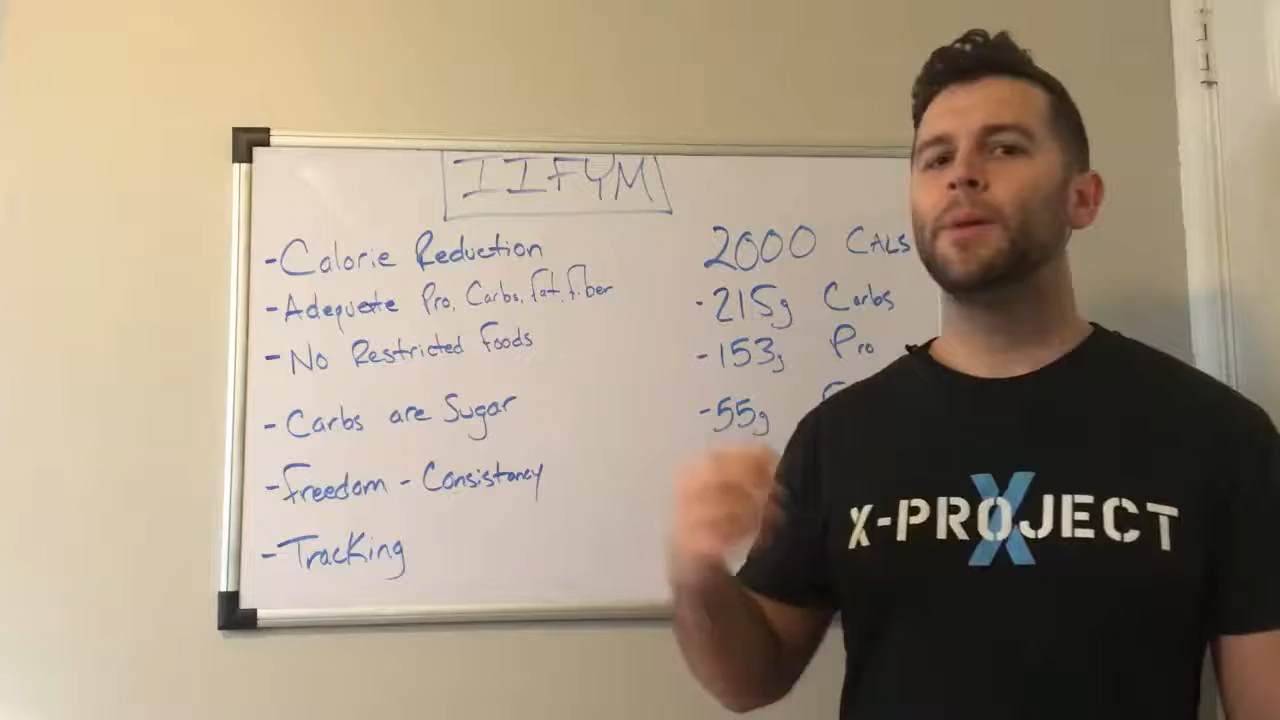 IIFYM
- Calorie Reduction
- Adequate Pro, Carbs, fat, fiber
- No Restricted Foods
- Carbs are Sugar
- Freedom - Consistancy
- Tracking
2000 CALS
- 215g Carbs
- 153g Pro
- 55g
X-PROJECT
X